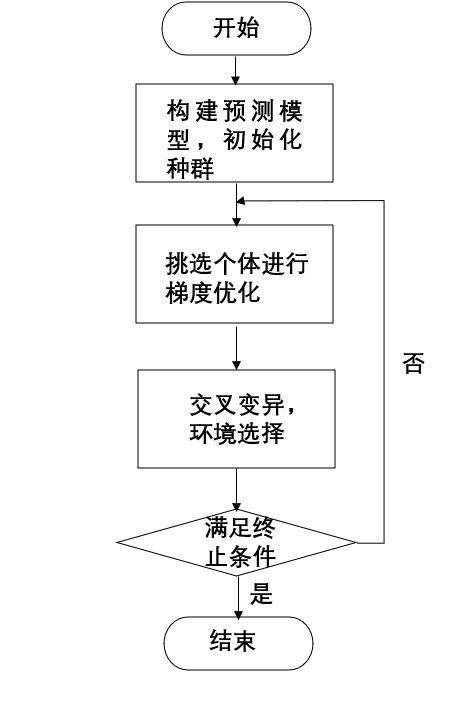 开始
构建预测模
型，初始化
种群
挑选个体进行
梯度优化
否
交叉变异，
环境选择
满足终
止条件
是
结束